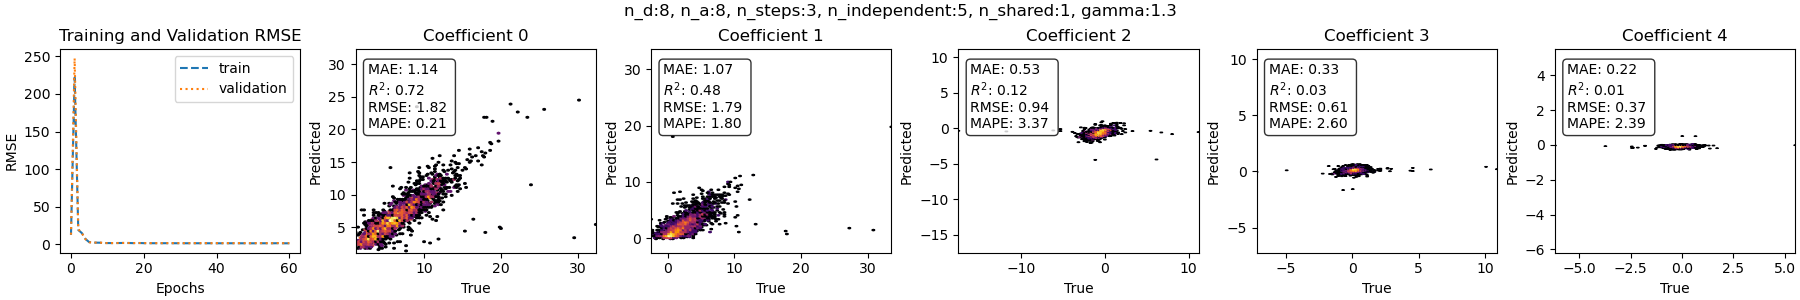 n_d:8, n_a:8, n_steps:3, n_independent:5, n_shared:1, gamma:1.3
Training and Validation RMSE
250
200
150
100
50
0
RMSE
0
20
40
60
Epochs
train
validation
Coefficient 0
MAE: 1.14
R²: 0.72
RMSE: 1.82
MAPE: 0.21
30
25
20
15
10
5
Predicted
10
20
30
True
Coefficient 1
MAE: 1.07
R²: 0.48
RMSE: 1.79
MAPE: 1.80
30
20
10
0
Predicted
0
10
20
30
True
Coefficient 2
MAE: 0.53
R²: 0.12
RMSE: 0.94
MAPE: 3.37
10
5
0
−5
−10
−15
Predicted
−10
0
10
True
Coefficient 3
MAE: 0.33
R²: 0.03
RMSE: 0.61
MAPE: 2.60
10
5
0
−5
Predicted
−5
0
5
10
True
Coefficient 4
MAE: 0.22
R²: 0.01
RMSE: 0.37
MAPE: 2.39
4
2
0
−2
−4
−6
Predicted
−5.0
−2.5
0.0
2.5
5.0
True